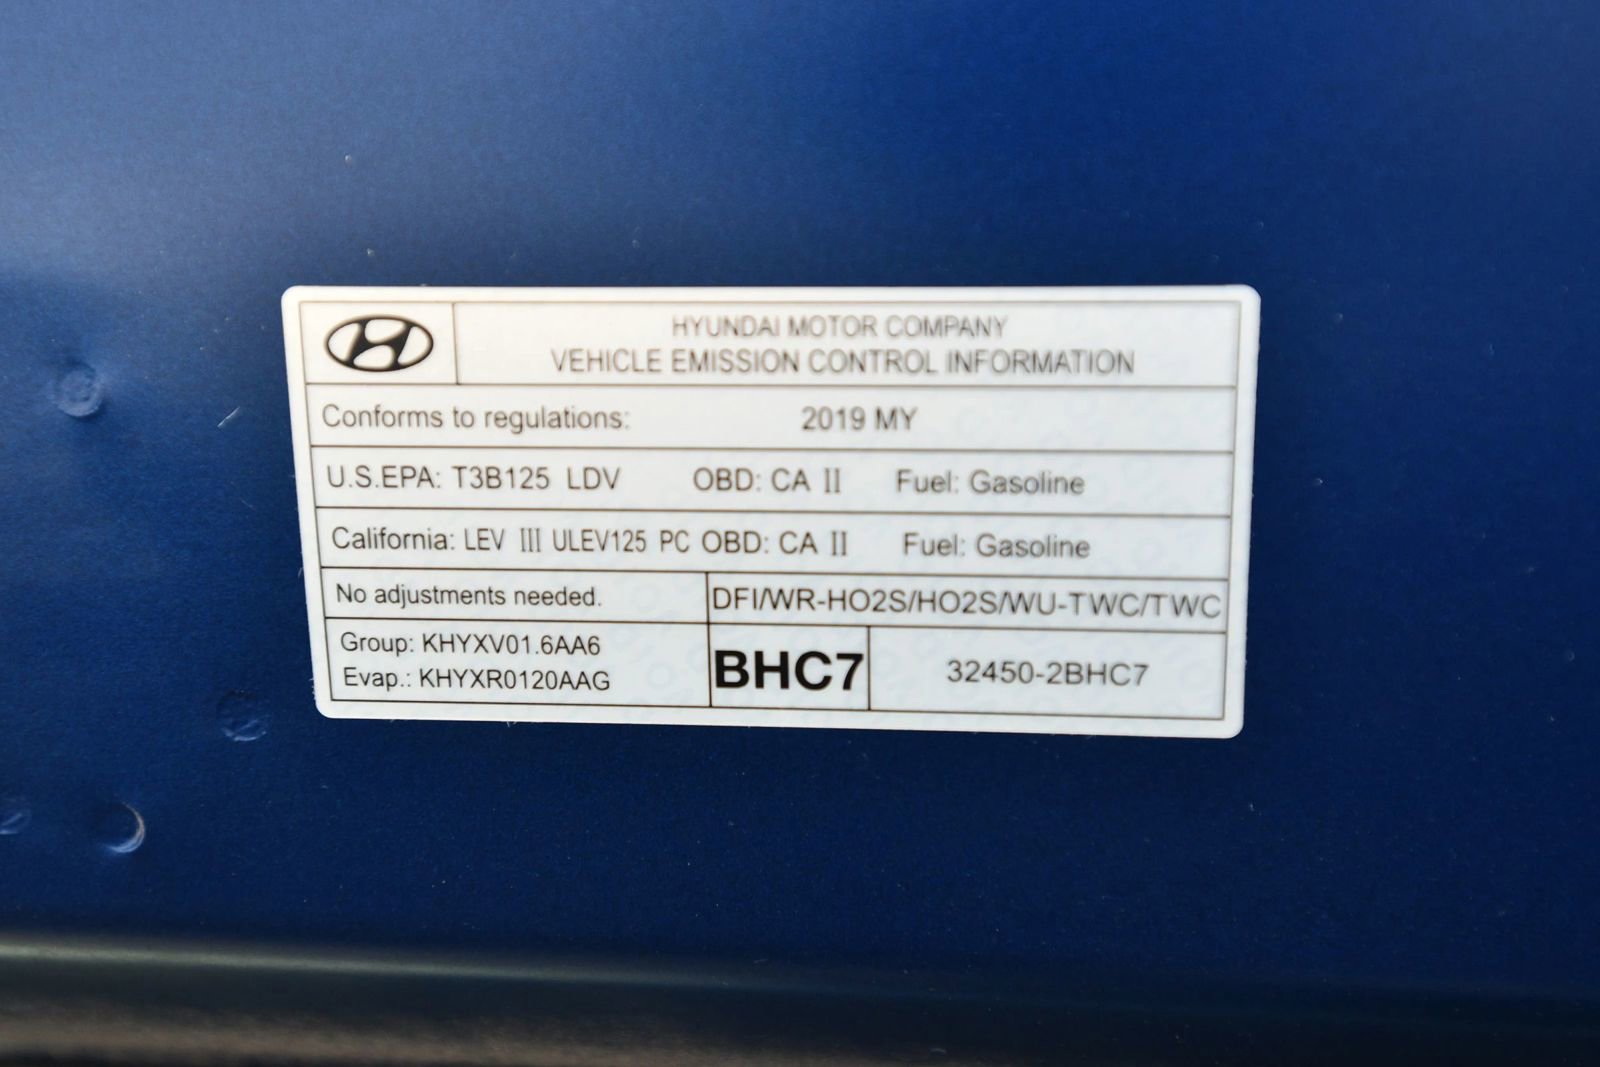 HYUNDAI MOTOR COMPANY
VEHICLE EMISSION CONTROL INFORMATION
Conforms to regulations: 2019 MY
U.S.EPA: T3B125 LDV OBD: CA II Fuel: Gasoline
California: LEV III ULEV125 PC OBD: CA II Fuel: Gasoline
No adjustments needed. DFI/WR-HO2S/HO2S/WU-TWC/TWC
Group: KHYXV01.6AA6
Evap.: KHYXR0120AAG
BHC7 32450-2BHC7